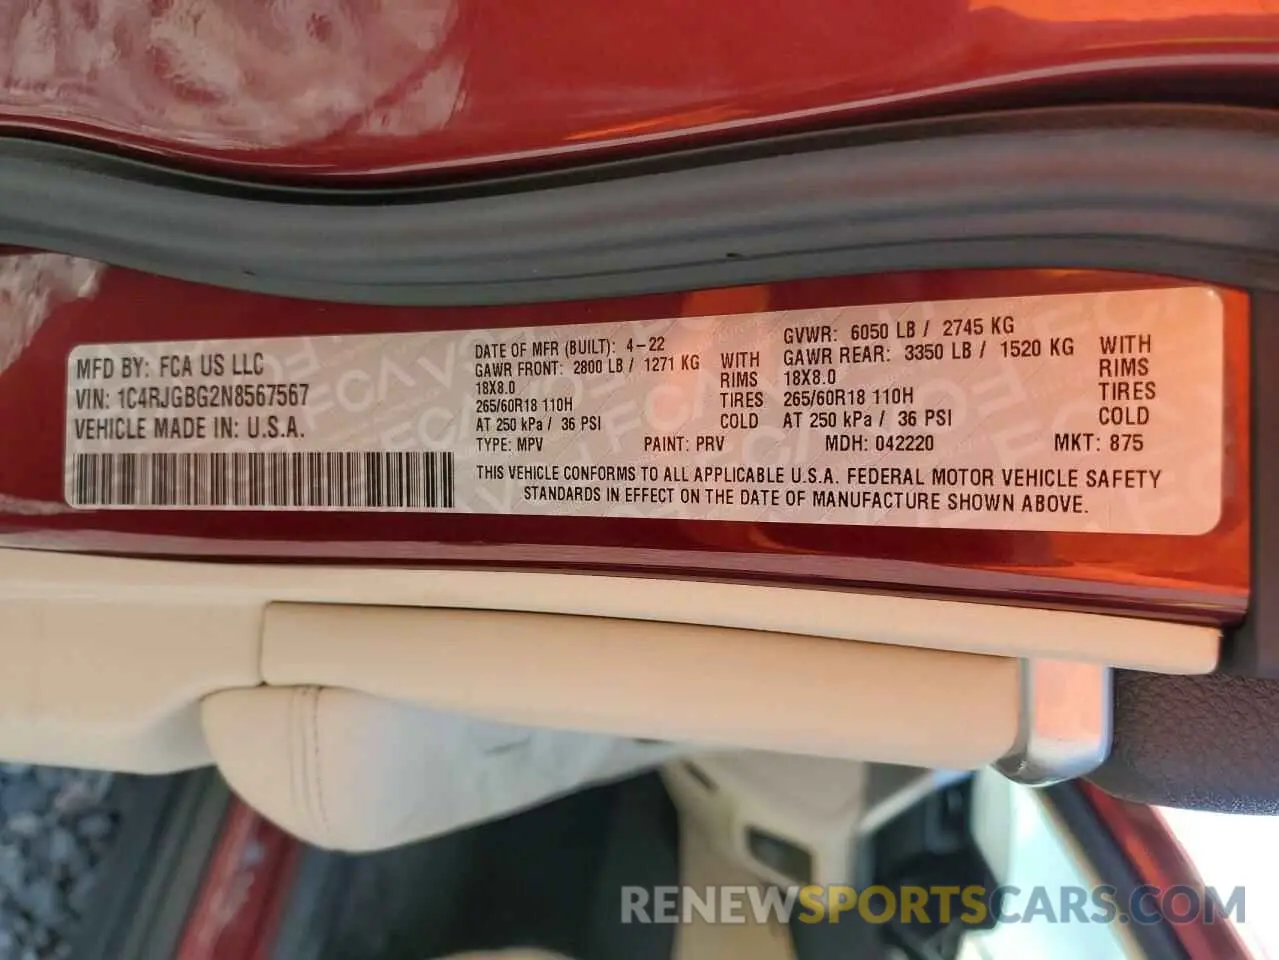 MFD BY: FCA US LLC
VIN: 1C4RJGBG2N8567567
VEHICLE MADE IN: U.S.A.
DATE OF MFR (BUILT): 4-22
GAWR FRONT: 2800 LB / 1271 KG WITH
18X8.0 RIMS
265/60R18 110H TIRES
AT 250 kPa / 36 PSI COLD
GVWR: 6050 LB / 2745 KG
GAWR REAR: 3350 LB / 1520 KG WITH
18X8.0 RIMS
265/60R18 110H TIRES
AT 250 kPa / 36 PSI COLD
TYPE: MPV PAINT: PRV MDH: 042220 MKT: 875
THIS VEHICLE CONFORMS TO ALL APPLICABLE U.S.A. FEDERAL MOTOR VEHICLE SAFETY
STANDARDS IN EFFECT ON THE DATE OF MANUFACTURE SHOWN ABOVE.
RENEWSPORTSCARS.COM